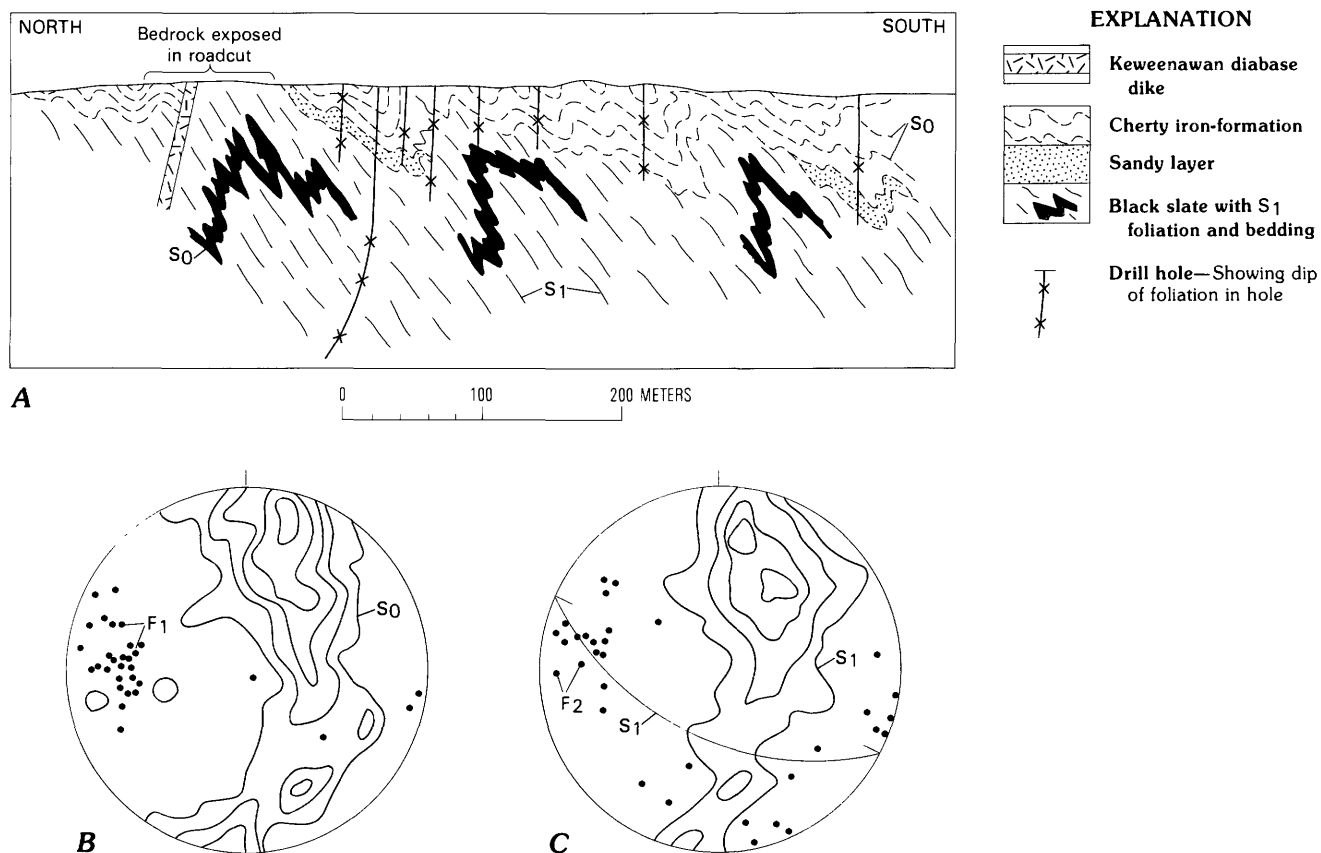 NORTH
SOUTH
Bedrock exposed
in roadcut
S0
S0
S1
A
0 100 200 METERS
EXPLANATION
Keweenawan diabase
dike
Cherty iron-formation
Sandy layer
Black slate with S1
foliation and bedding
Drill hole—Showing dip
of foliation in hole
F1
S0
B
F2
S1
S1
C